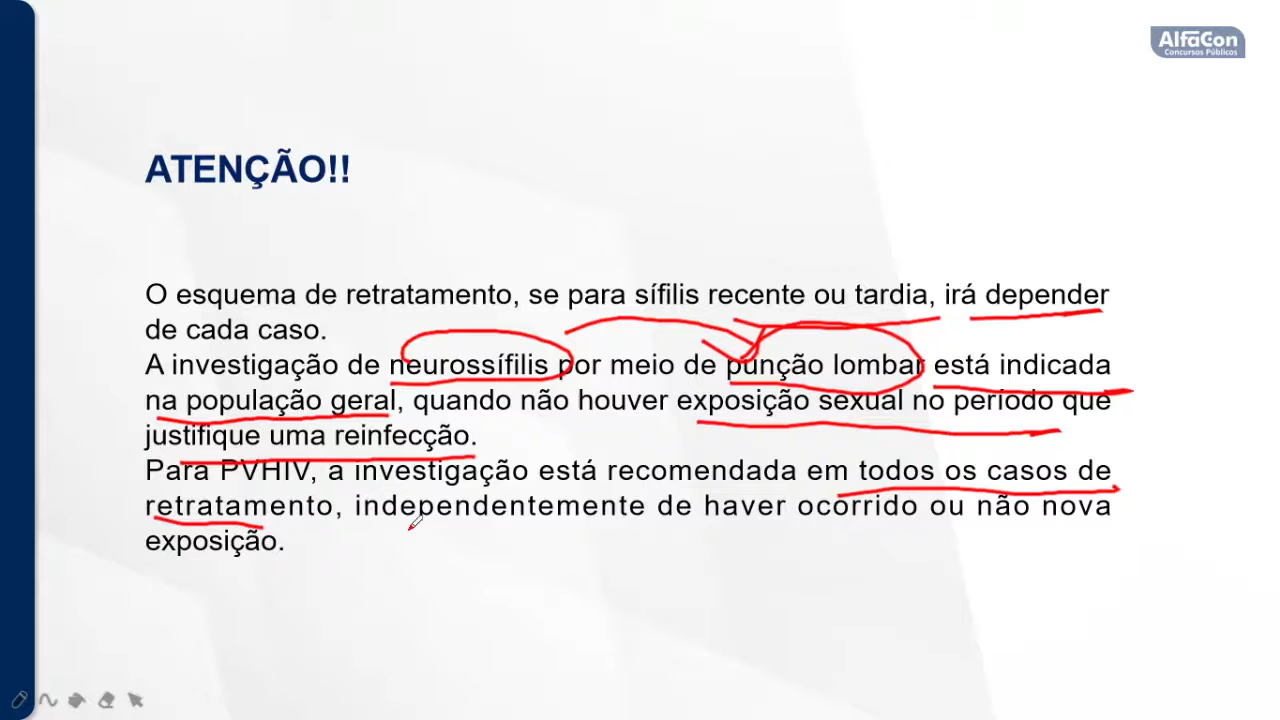 AlfaCon
Concursos Públicos
ATENÇÃO!!
O esquema de retratamento, se para sífilis recente ou tardia, irá depender
de cada caso.
A investigação de neurossífilis por meio de punção lombar está indicada
na população geral, quando não houver exposição sexual no período que
justifique uma reinfecção.
Para PVHIV, a investigação está recomendada em todos os casos de
retratamento, independentemente de haver ocorrido ou não nova
exposição.